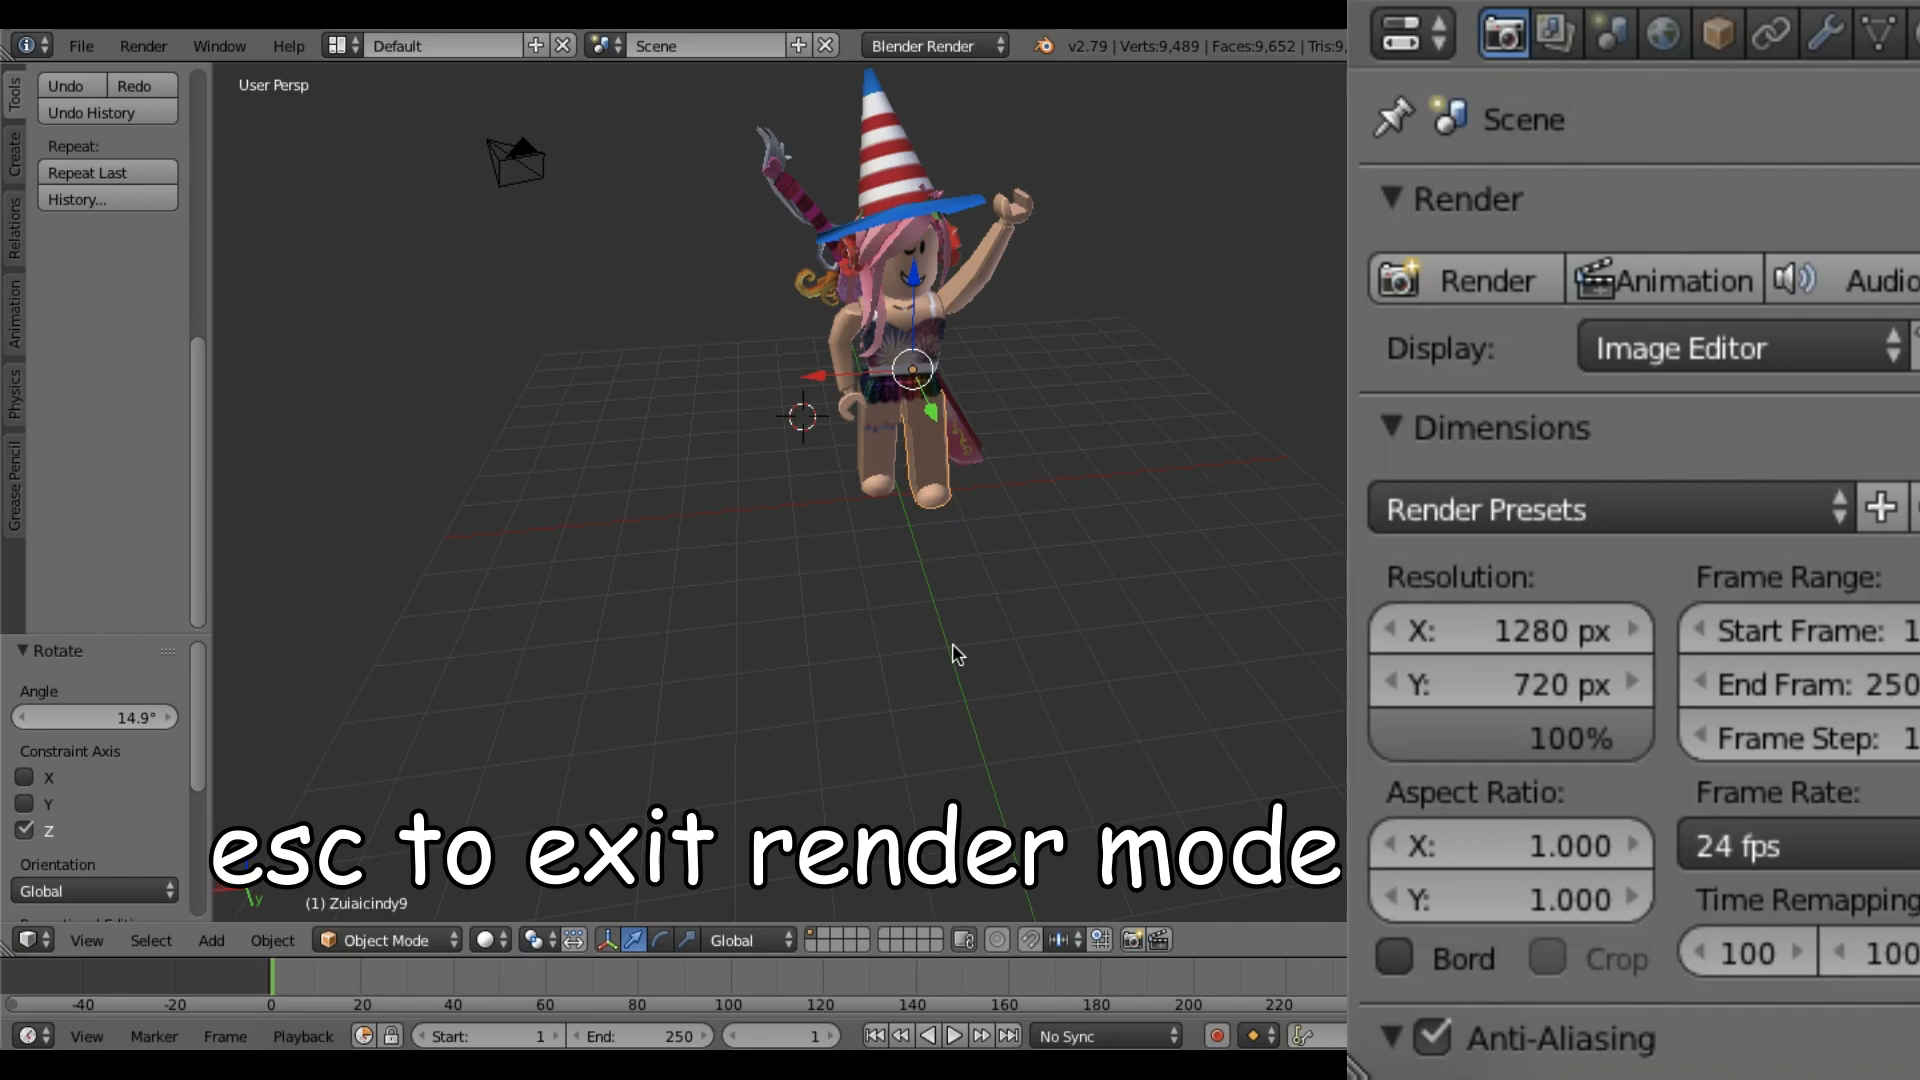 File Render Window Help Default Scene Blender Render v2.79 | Verts:9,489 | Faces:9,652 | Tris:9,
Tools
Create
Relations
Animation
Physics
Grease Pencil
Undo Redo
Undo History
Repeat:
Repeat Last
History...
Rotate
Angle
14.9°
Constraint Axis
X
Y
Z
Orientation
Global
User Persp
esc to exit render mode
y
(1) Zuiaicindy9
View Select Add Object Object Mode Global
-40 -20 0 20 40 60 80 100 120 140 160 180 200 220
View Marker Frame Playback Start: 1 End: 250 1 No Sync
Scene
Render
Render Animation Audio
Display: Image Editor
Dimensions
Render Presets
Resolution: Frame Range:
X: 1280 px Start Frame: 1
Y: 720 px End Fram: 250
100% Frame Step: 1
Aspect Ratio: Frame Rate:
X: 1.000 24 fps
Y: 1.000 Time Remapping
Bord Crop 100 100
Anti-Aliasing